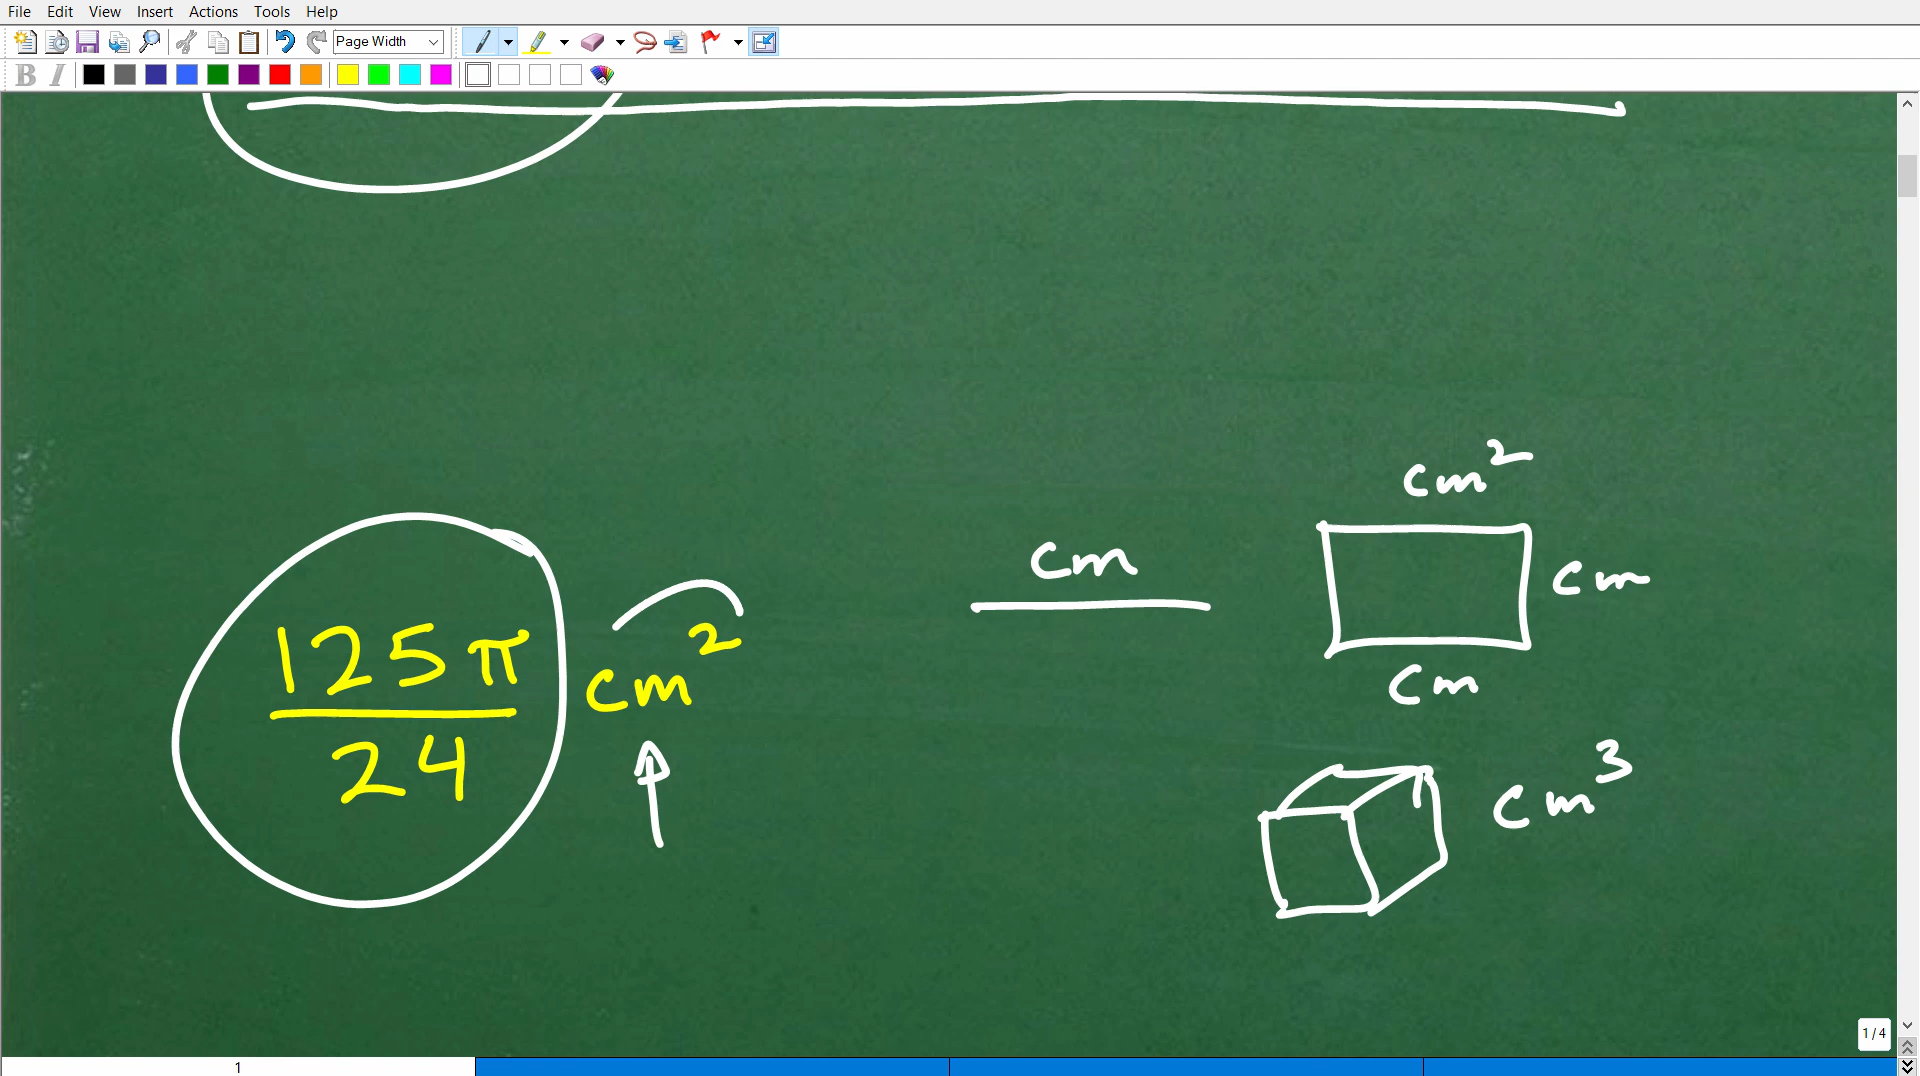 File Edit View Insert Actions Tools Help
Page Width
B I
cm²
cm
cm
125π
24
cm²
cm
cm³
1 / 4
1